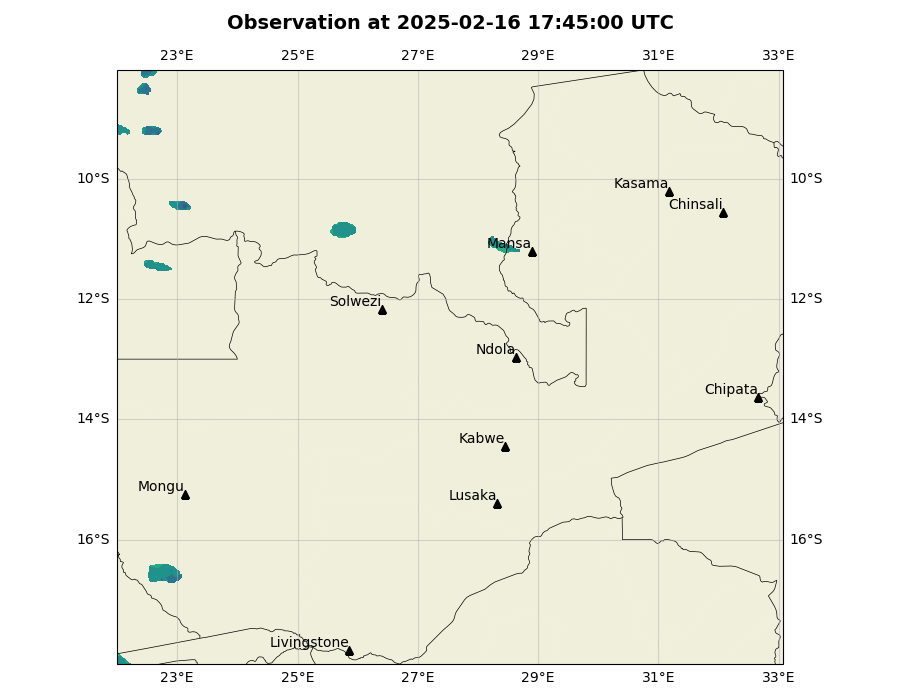 Observation at 2025-02-16 17:45:00 UTC
23°E 25°E 27°E 29°E 31°E 33°E
10°S 10°S
Kasama
Chinsali
Mansa
12°S 12°S
Solwezi
Ndola
Chipata
14°S 14°S
Kabwe
Mongu
Lusaka
16°S 16°S
Livingstone
23°E 25°E 27°E 29°E 31°E 33°E